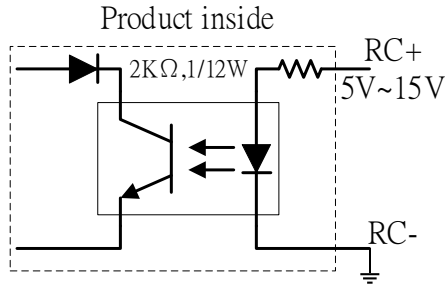 Product inside
2KΩ,1/12W
RC+
5V~15V
RC-